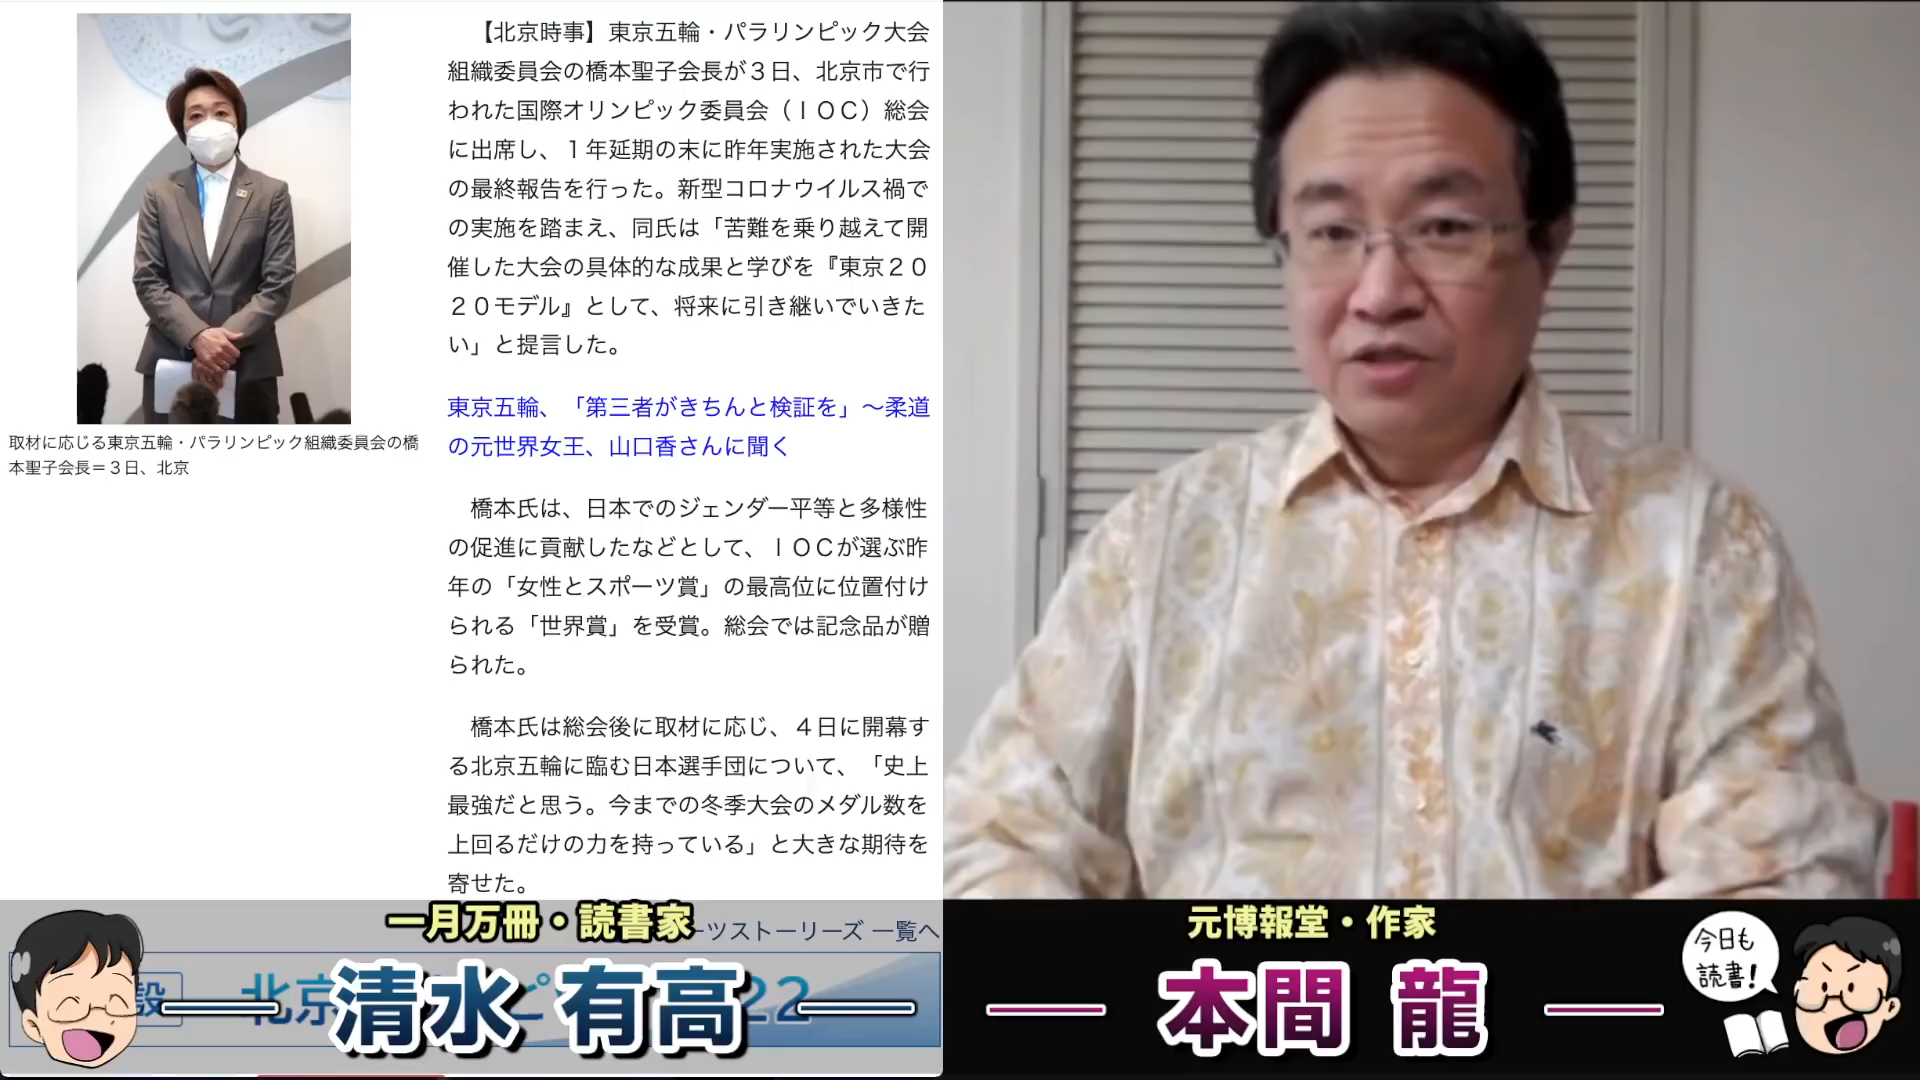 【北京時事】東京五輪・パラリンピック大会
組織委員会の橋本聖子会長が３日、北京市で行
われた国際オリンピック委員会（ＩＯＣ）総会
に出席し、１年延期の末に昨年実施された大会
の最終報告を行った。新型コロナウイルス禍で
の実施を踏まえ、同氏は「苦難を乗り越えて開
催した大会の具体的な成果と学びを『東京２０
２０モデル』として、将来に引き継いでいきた
い」と提言した。
東京五輪、「第三者がきちんと検証を」～柔道
の元世界女王、山口香さんに聞く
取材に応じる東京五輪・パラリンピック組織委員会の橋
本聖子会長＝３日、北京
橋本氏は、日本でのジェンダー平等と多様性
の促進に貢献したなどとして、ＩＯＣが選ぶ昨
年の「女性とスポーツ賞」の最高位に位置付け
られる「世界賞」を受賞。総会では記念品が贈
られた。
橋本氏は総会後に取材に応じ、４日に開幕す
る北京五輪に臨む日本選手団について、「史上
最強だと思う。今までの冬季大会のメダル数を
上回るだけの力を持っている」と大きな期待を
寄せた。
ーツストーリーズ 一覧へ
設 北京 ピ 22
一月万冊・読書家
清水 有高
元博報堂・作家
本間 龍
今日も
読書!